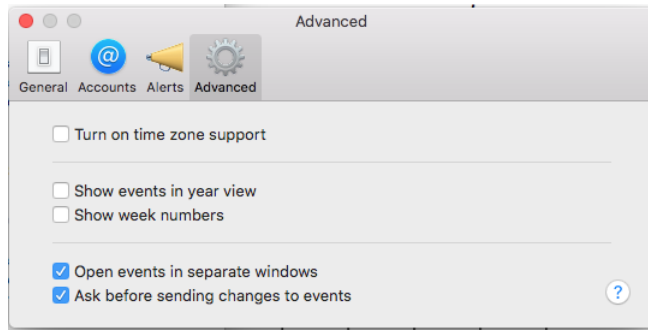 Advanced
General Accounts Alerts Advanced
Turn on time zone support
Show events in year view
Show week numbers
Open events in separate windows
Ask before sending changes to events
?